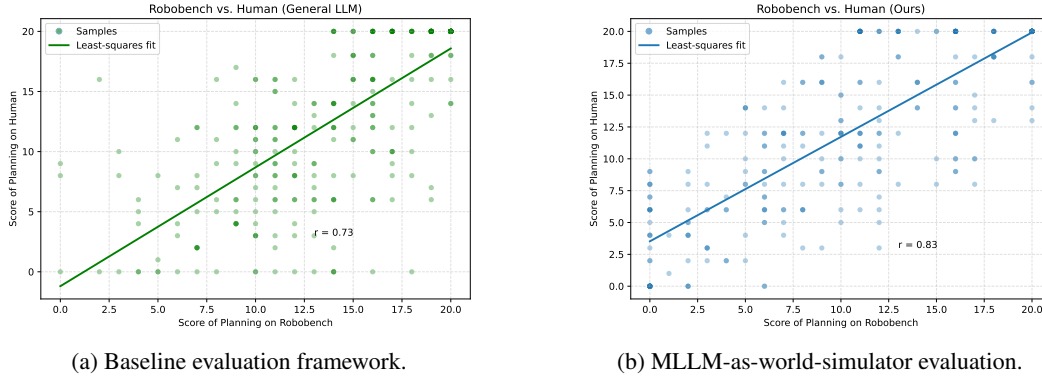 Robobench vs. Human (General LLM)
Samples
Least-squares fit
20
15
10
5
0
Score of Planning on Human
r = 0.73
0.0 2.5 5.0 7.5 10.0 12.5 15.0 17.5 20.0
Score of Planning on Robobench
(a) Baseline evaluation framework.
Robobench vs. Human (Ours)
Samples
Least-squares fit
20.0
17.5
15.0
12.5
10.0
7.5
5.0
2.5
0.0
Score of Planning on Human
r = 0.83
0.0 2.5 5.0 7.5 10.0 12.5 15.0 17.5 20.0
Score of Planning on Robobench
(b) MLLM-as-world-simulator evaluation.